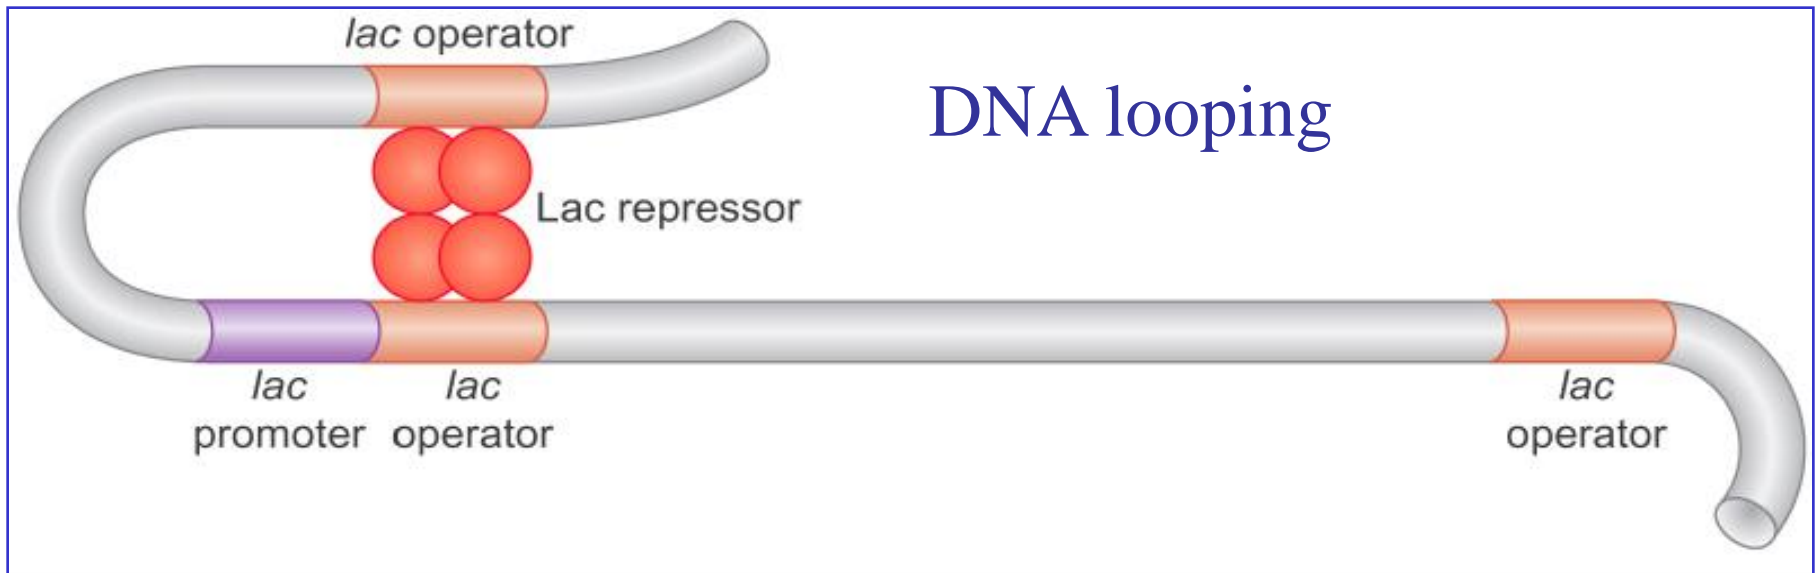 lac operator
DNA looping
Lac repressor
lac
promoter
lac
operator
lac
operator